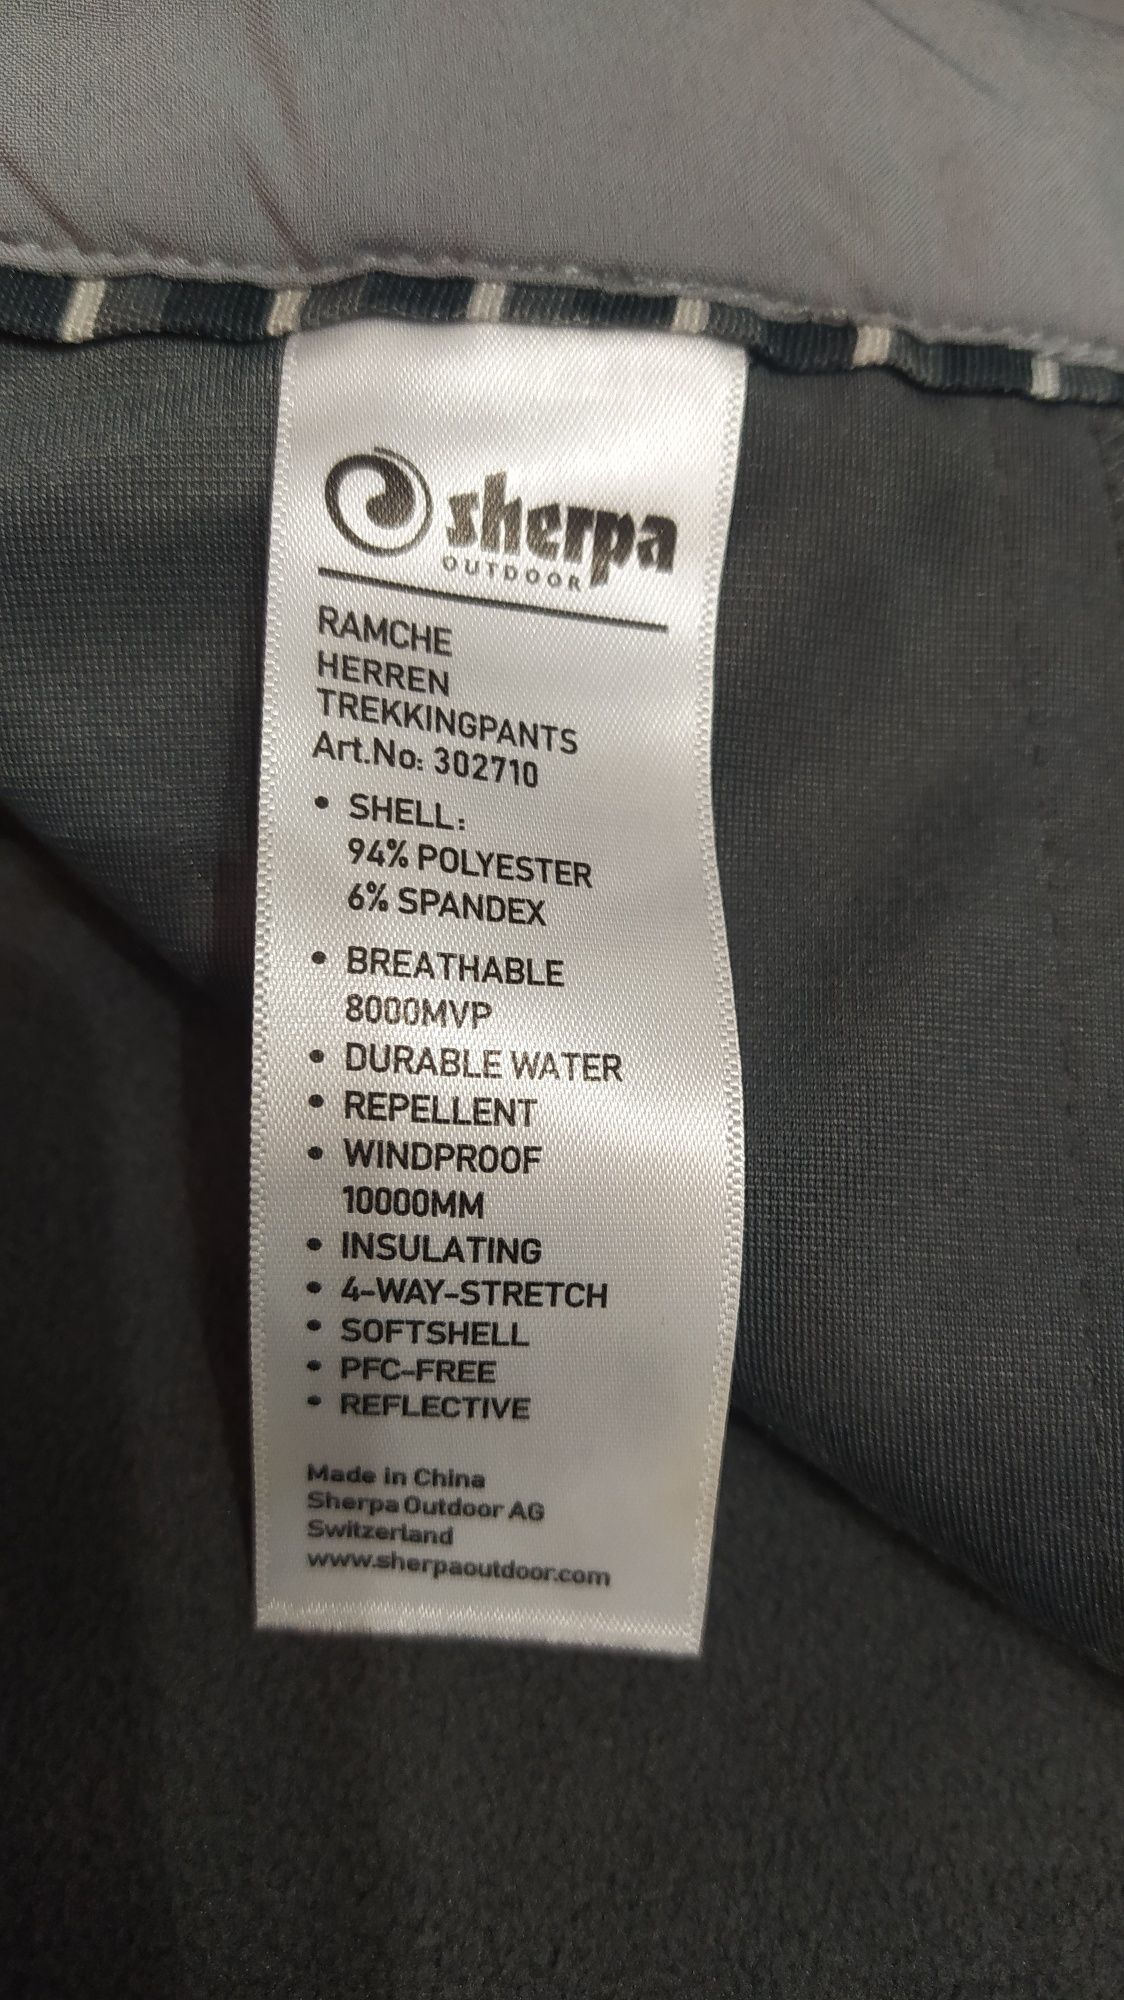 sherpa
OUTDOOR
RAMCHE
HERREN
TREKKINGPANTS
Art.No: 302710
• SHELL:
94% POLYESTER
6% SPANDEX
• BREATHABLE
8000MVP
• DURABLE WATER
• REPELLENT
• WINDPROOF
10000MM
• INSULATING
• 4-WAY-STRETCH
• SOFTSHELL
• PFC-FREE
• REFLECTIVE
Made in China
Sherpa Outdoor AG
Switzerland
www.sherpaoutdoor.com